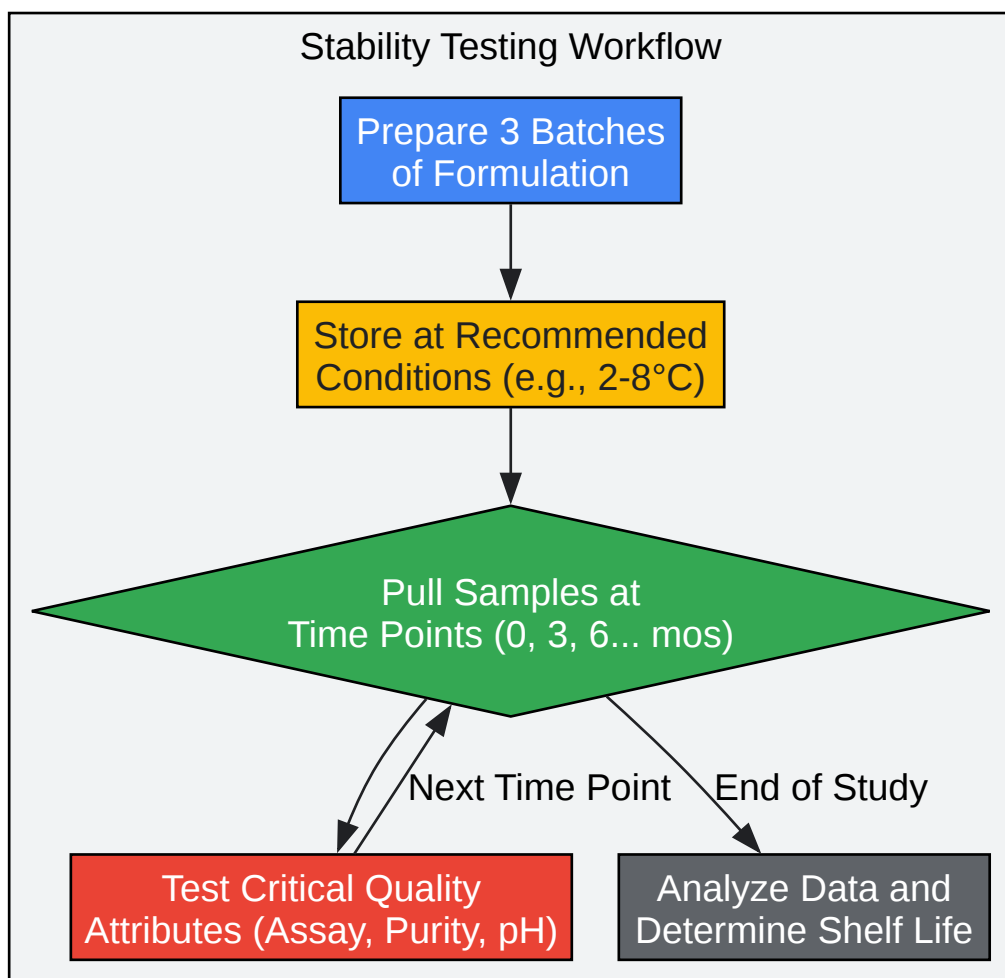 Stability Testing Workflow
Prepare 3 Batches
of Formulation
Store at Recommended
Conditions (e.g., 2-8°C)
Pull Samples at
Time Points (0, 3, 6... mos)
Next Time Point
End of Study
Test Critical Quality
Attributes (Assay, Purity, pH)
Analyze Data and
Determine Shelf Life